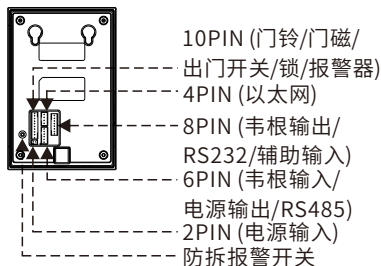 10PIN (门铃/门磁/
出门开关/锁/报警器)
4PIN (以太网)
8PIN (韦根输出/
RS232/辅助输入)
6PIN (韦根输入/
电源输出/RS485)
2PIN (电源输入)
防拆报警开关